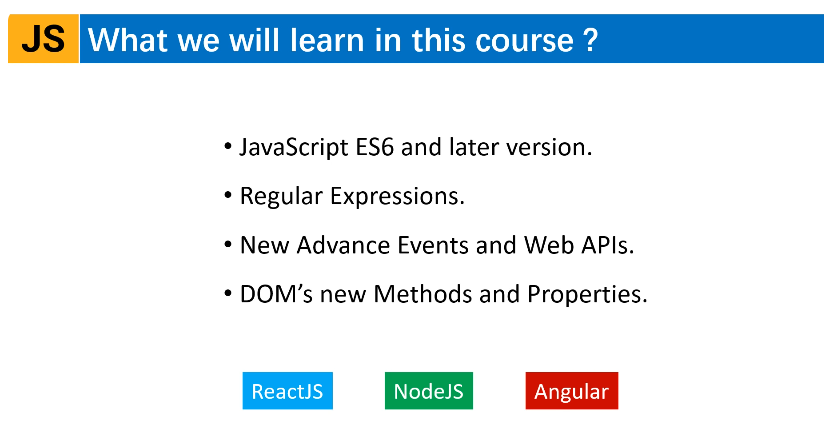 JS What we will learn in this course ?
• JavaScript ES6 and later version.
• Regular Expressions.
• New Advance Events and Web APIs.
• DOM’s new Methods and Properties.
ReactJS NodeJS Angular